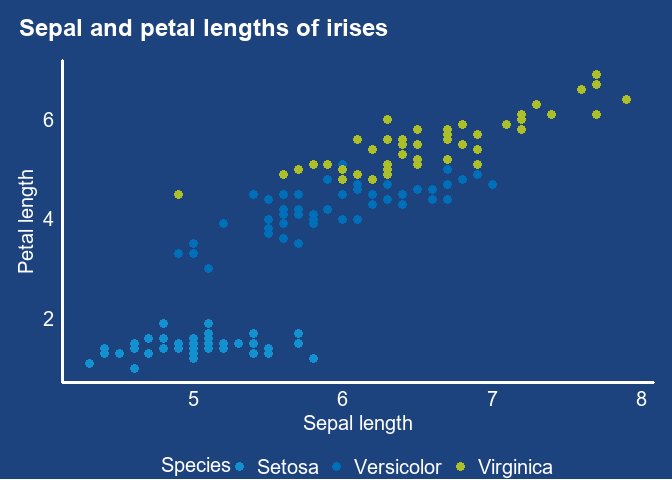 Sepal and petal lengths of irises
Petal length
6
4
2
5 6 7 8
Sepal length
Species Setosa Versicolor Virginica